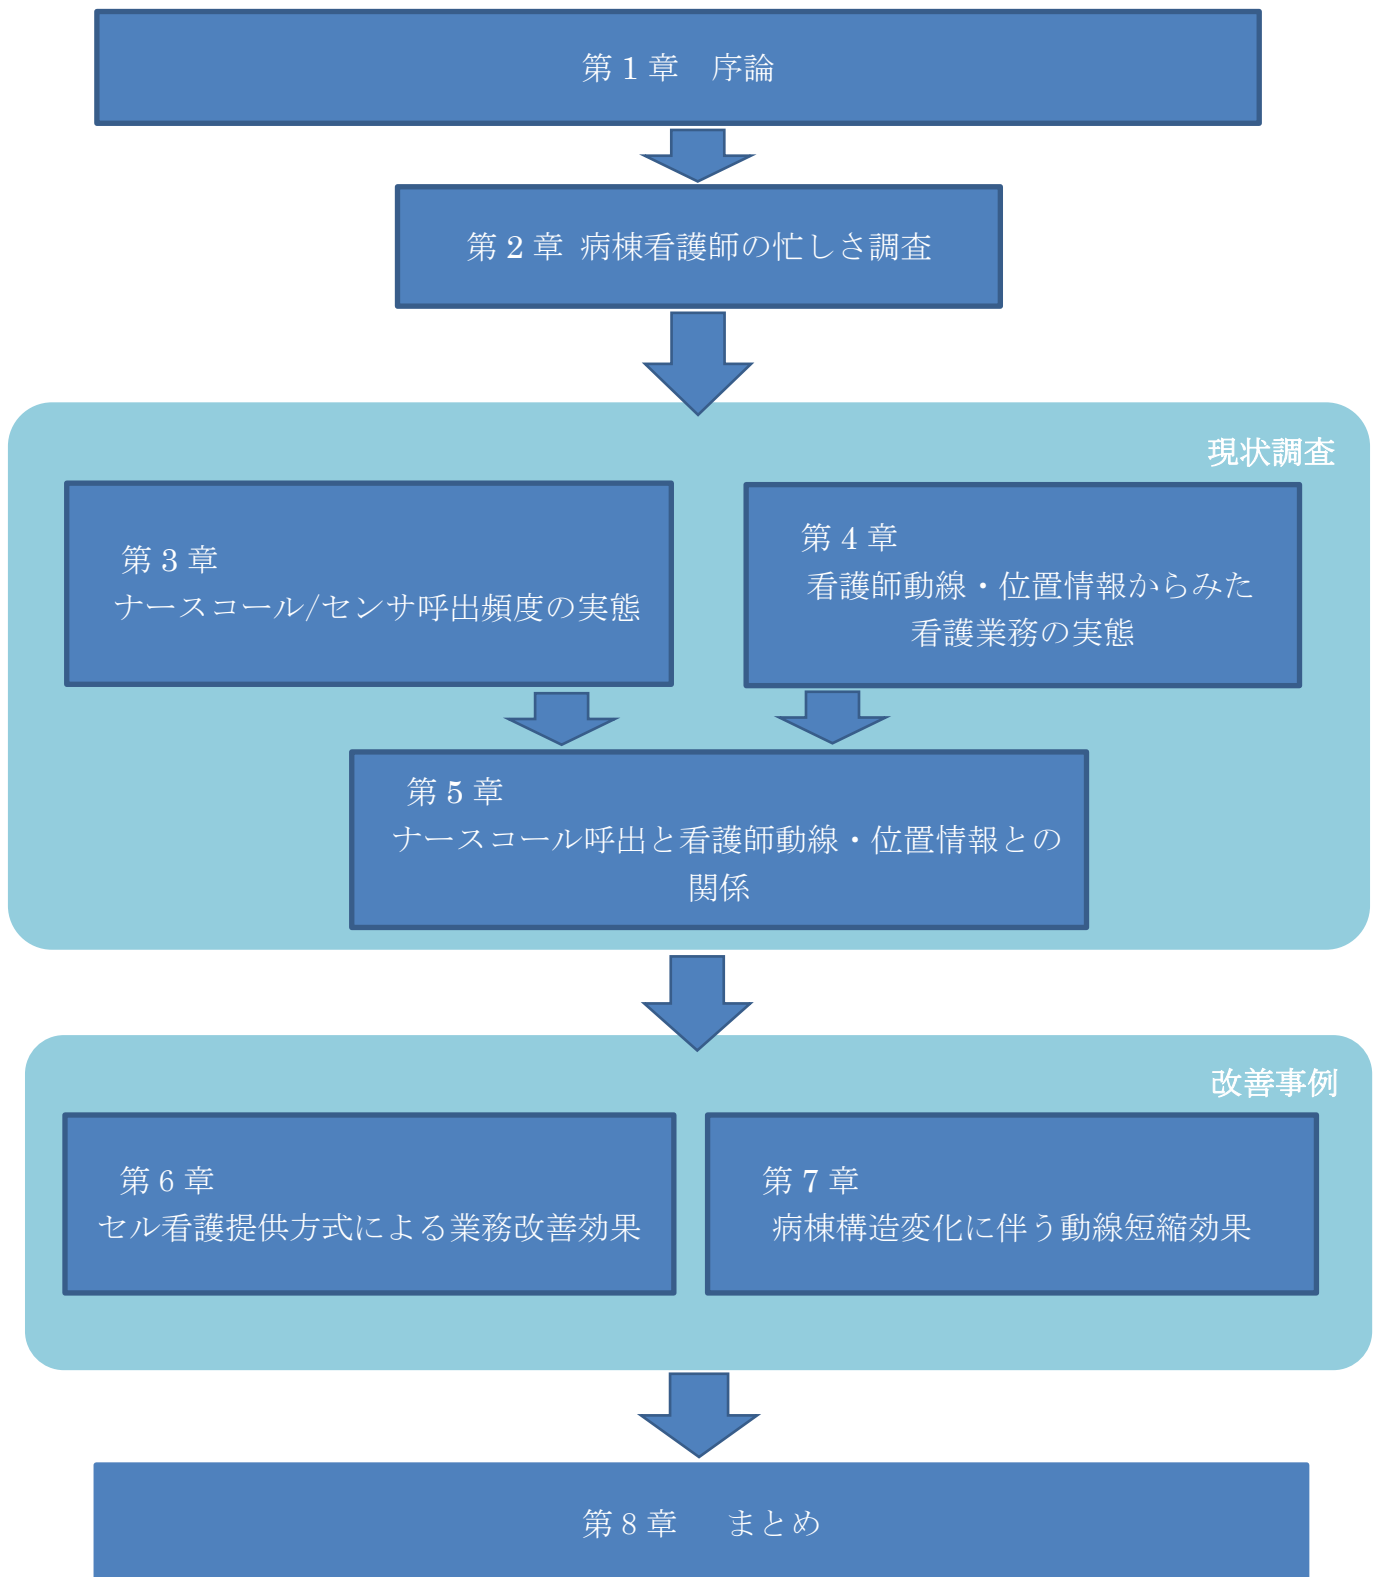 第1章　序論
第2章 病棟看護師の忙しさ調査
現状調査
第3章
ナースコール/センサ呼出頻度の実態
第4章
看護師動線・位置情報からみた
看護業務の実態
第5章
ナースコール呼出と看護師動線・位置情報との
関係
改善事例
第6章
セル看護提供方式による業務改善効果
第7章
病棟構造変化に伴う動線短縮効果
第8章　まとめ